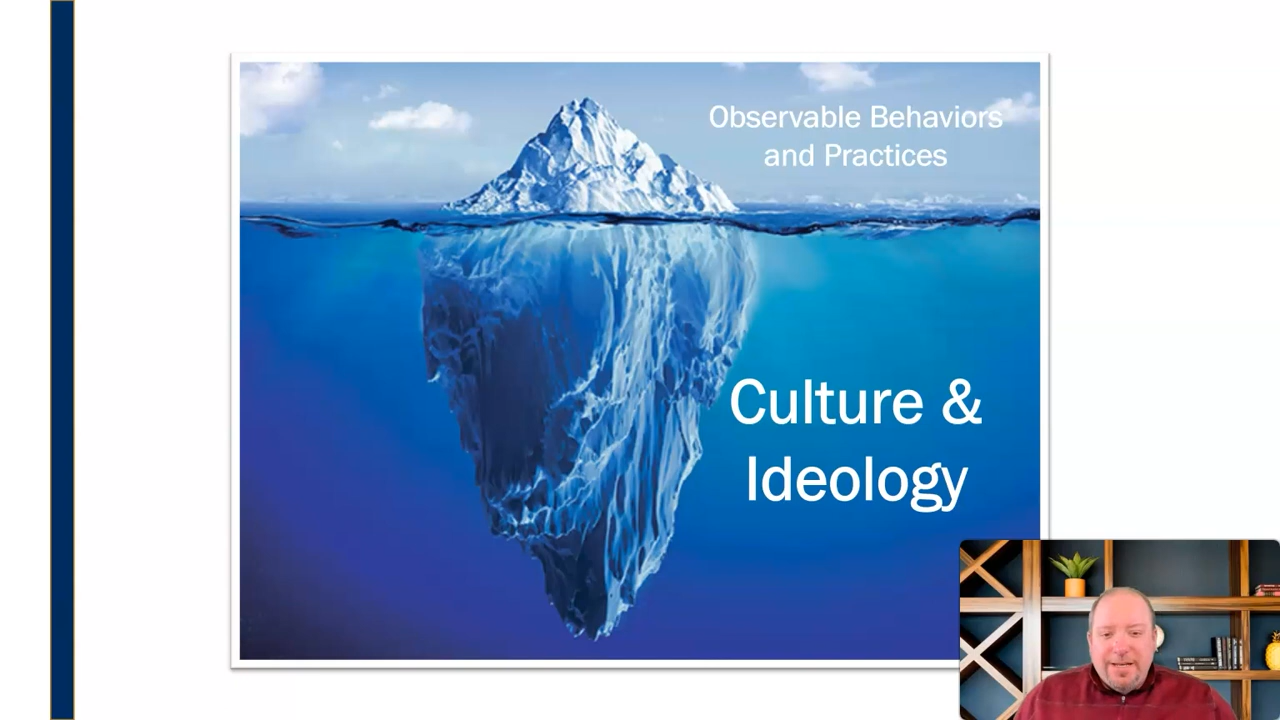 Observable Behaviors
and Practices
Culture &
Ideology